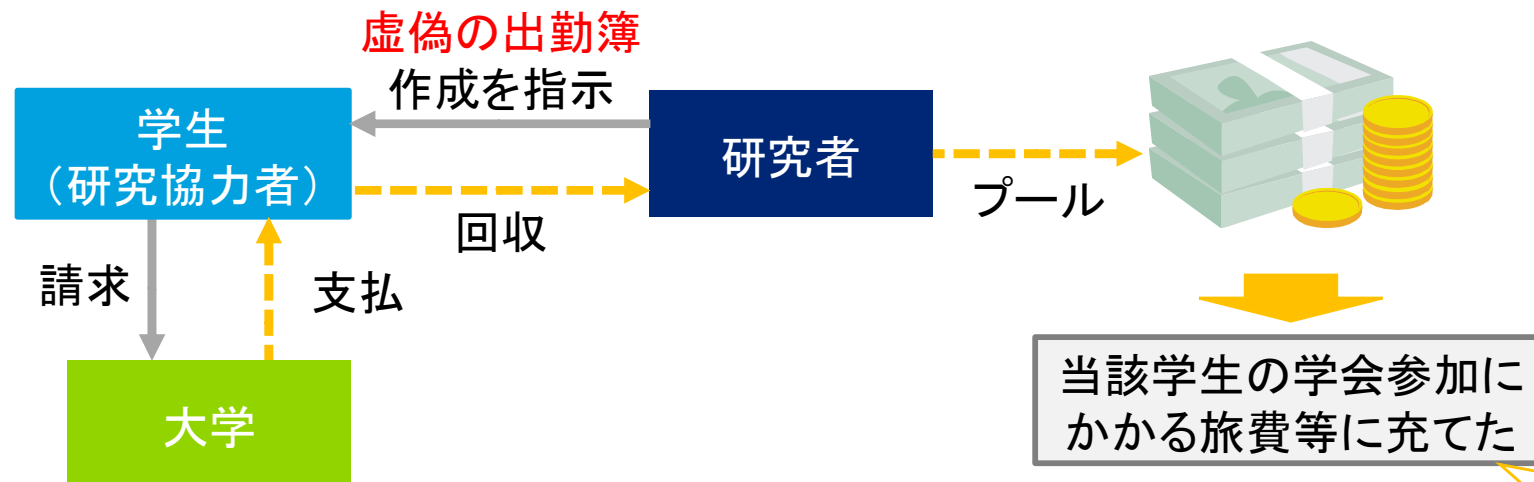 虚偽の出勤簿
作成を指示
学生
（研究協力者）
研究者
プール
回収
請求
支払
大学
当該学生の学会参加に
かかる旅費等に充てた